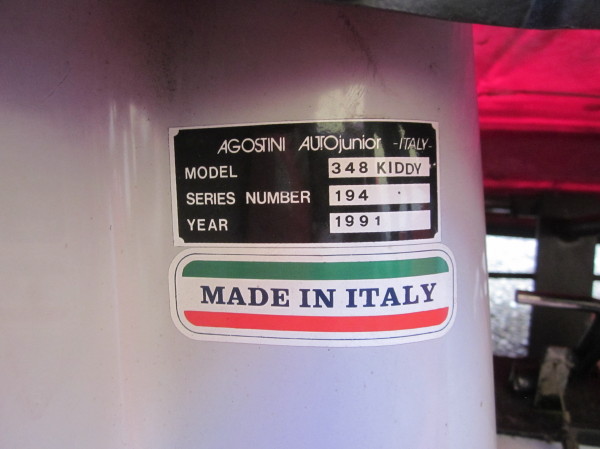 AGOSTINI AUTOjunior -ITALY-
MODEL 348 KIDDY
SERIES NUMBER 194
YEAR 1991
MADE IN ITALY